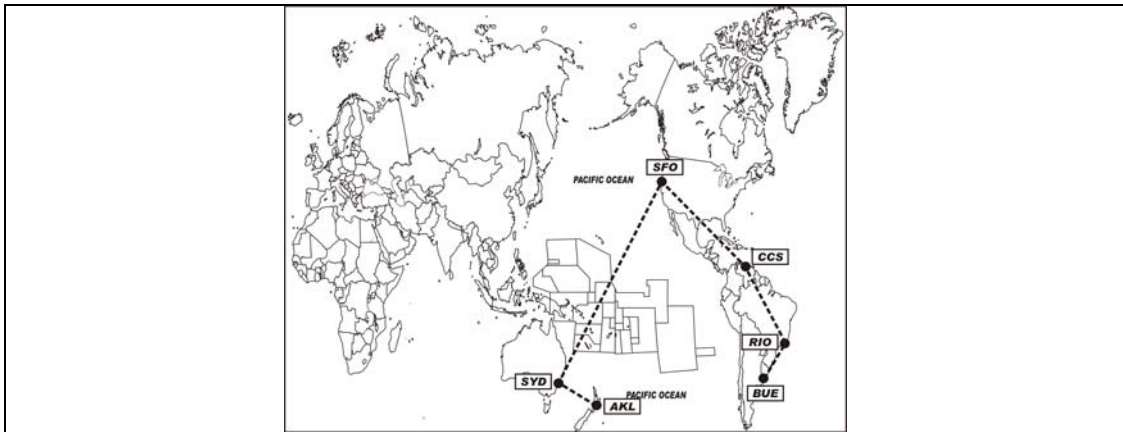 SFO
PACIFIC OCEAN
CCS
RIO
SYD
BUE
PACIFIC OCEAN
AKL